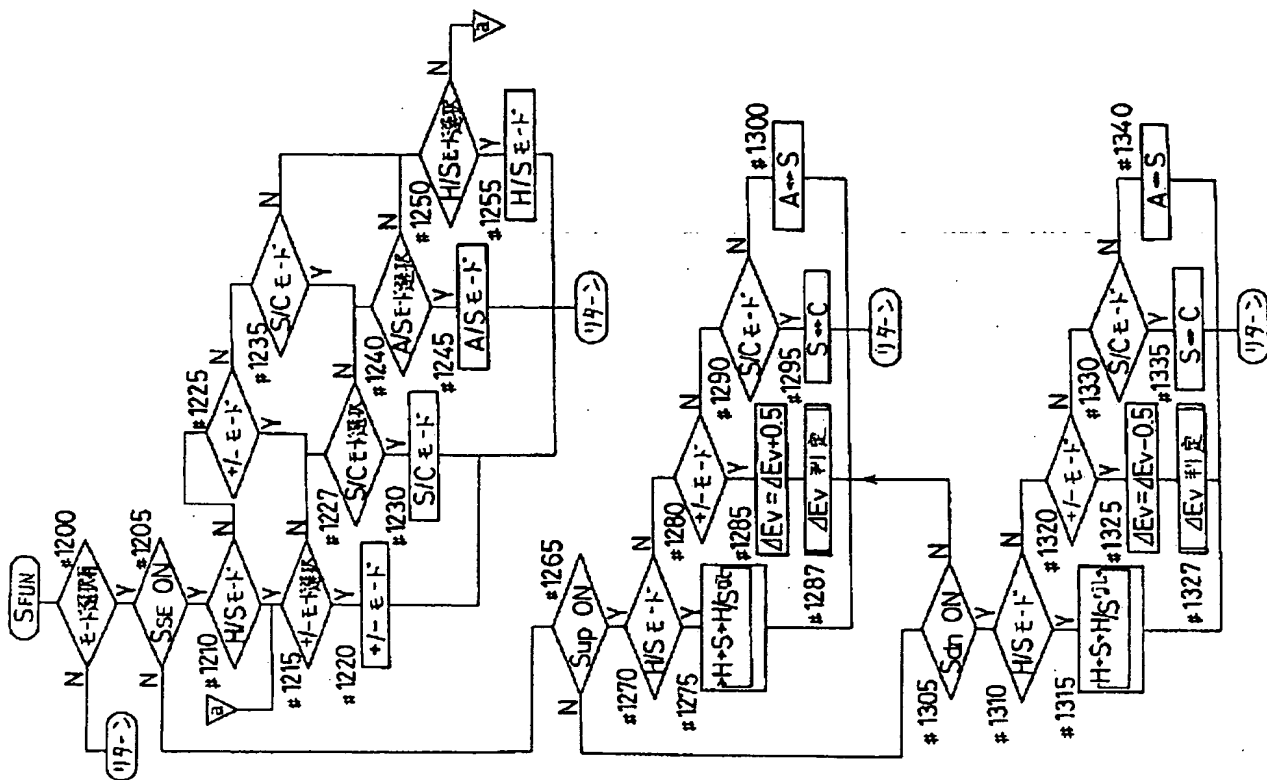 SFUN
#1200
モード選択有
N
Y
リターン
#1205
SSE ON
N
Y
#1210
H/Sモード
N
Y
a
#1215
+/-モード選択
N
Y
#1220
+/-モード
#1225
+/-モード
N
Y
#1227
S/Cモード選択
N
Y
#1230
S/Cモード
#1235
S/Cモード
N
Y
#1240
A/Sモード選択
N
Y
#1245
A/Sモード
#1250
H/Sモード選択
N
a
Y
#1255
H/Sモード
リターン
#1265
Sup ON
N
Y
#1270
H/Sモード
N
Y
#1275
#1280
+/-モード
N
Y
#1285
ΔEv=ΔEv+0.5
#1287
ΔEv 判定
#1290
S/Cモード
N
Y
#1295
S↔C
#1300
A↔S
リターン
#1305
Sdn ON
N
Y
#1310
H/Sモード
N
Y
#1315
#1320
+/-モード
N
Y
#1325
ΔEv=ΔEv-0.5
#1327
ΔEv 判定
#1330
S/Cモード
N
Y
#1335
#1340
リターン